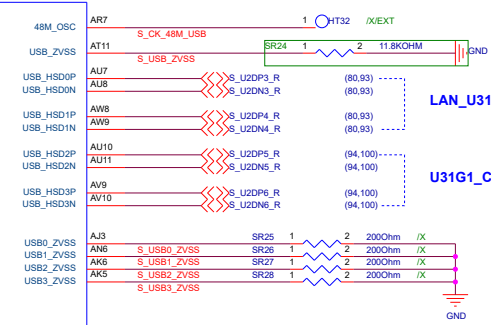 48M_OSC AR7 S_CK_48M_USB 1 HT32 /X/EXT
USB_ZVSS AT11 S_USB_ZVSS SR24 1 2 11.8KOHM GND
USB_HSD0P AU7 S_U2DP3_R (80,93)
USB_HSD0N AU8 S_U2DN3_R (80,93)
LAN_U31
USB_HSD1P AW8 S_U2DP4_R (80,93)
USB_HSD1N AW9 S_U2DN4_R (80,93)
USB_HSD2P AU10 S_U2DP5_R (94,100)
USB_HSD2N AU11 S_U2DN5_R (94,100)
U31G1_C
USB_HSD3P AV9 S_U2DP6_R (94,100)
USB_HSD3N AV10 S_U2DN6_R (94,100)
USB0_ZVSS AJ3 S_USB0_ZVSS SR25 1 2 200Ohm /X
USB1_ZVSS AN6 S_USB1_ZVSS SR26 1 2 200Ohm /X
USB2_ZVSS AK6 S_USB2_ZVSS SR27 1 2 200Ohm /X
USB3_ZVSS AK5 S_USB3_ZVSS SR28 1 2 200Ohm /X
GND